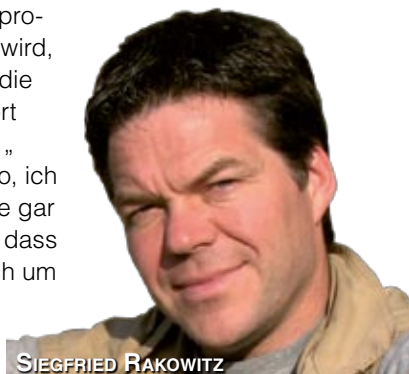 pro-
wird,
die
rt
„
o, ich
e gar
dass
h um
SIEGFRIED RAKOWITZ